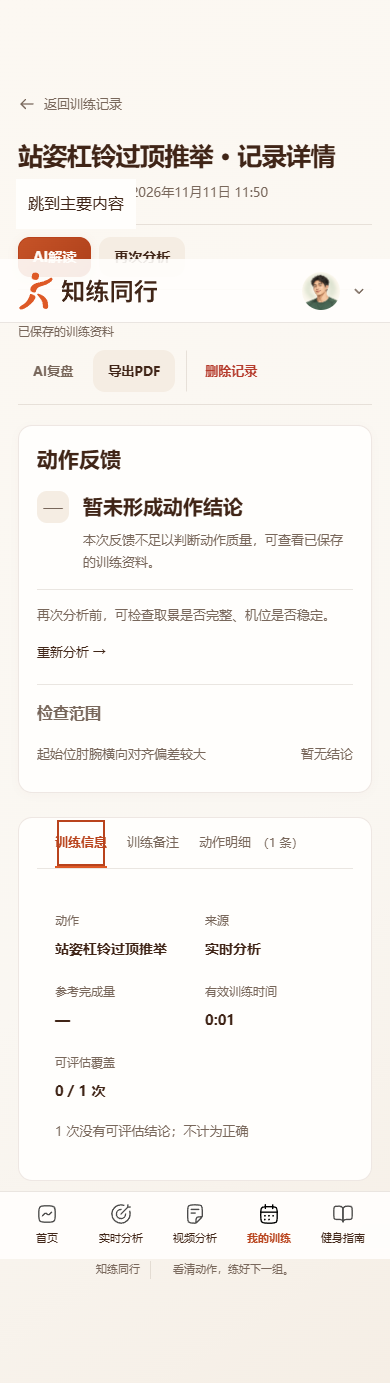 返回训练记录
站姿杠铃过顶推举 • 记录详情
2026年11月11日 11:50
跳到主要内容
AI解读
再次分析
知练同行
已保存的训练资料
AI复盘
导出PDF
删除记录
动作反馈
暂未形成动作结论
本次反馈不足以判断动作质量，可查看已保存
的训练资料。
再次分析前，可检查取景是否完整、机位是否稳定。
重新分析 →
检查范围
起始位肘腕横向对齐偏差较大
暂无结论
训练信息
训练备注
动作明细 （1 条）
动作
来源
站姿杠铃过顶推举
实时分析
参考完成量
有效训练时间
—
0:01
可评估覆盖
0 / 1 次
1 次没有可评估结论；不计为正确
首页
实时分析
视频分析
我的训练
健身指南
知练同行
看清动作，练好下一组。